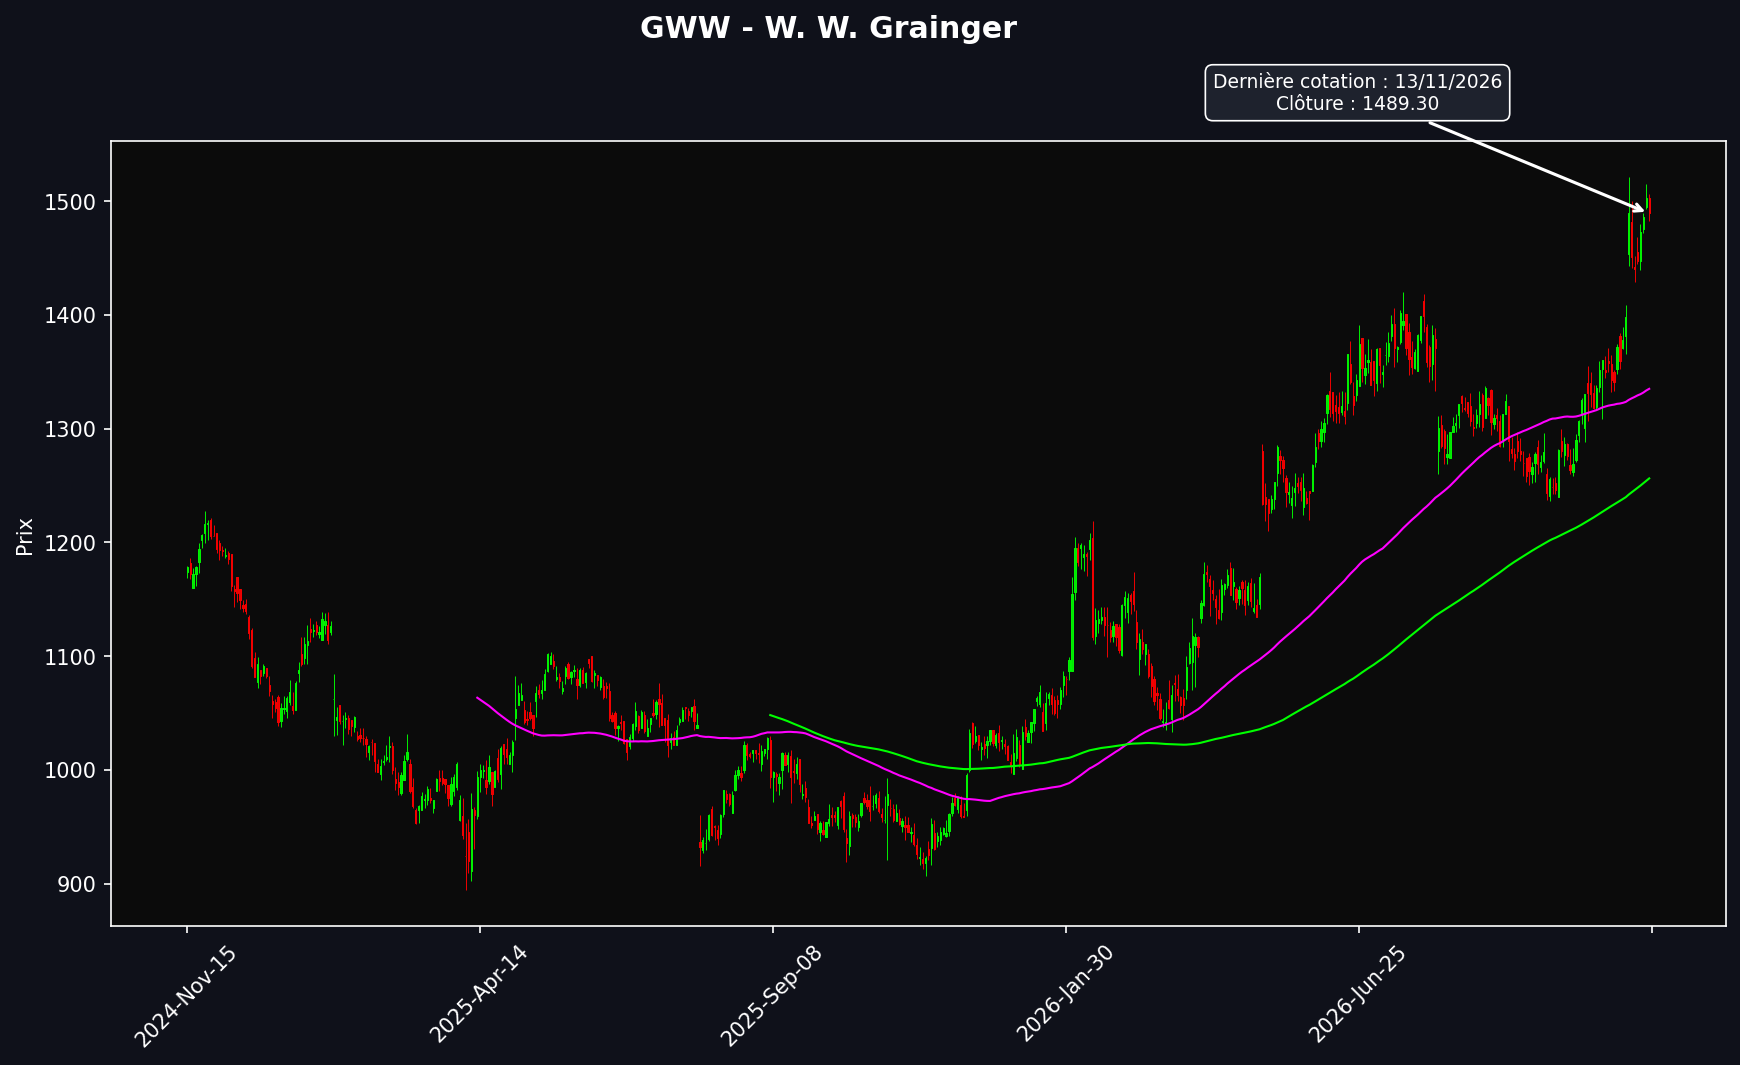 GWW - W. W. Grainger
Dernière cotation : 13/11/2026
Clôture : 1489.30
Prix
1500
1400
1300
1200
1100
1000
900
2024-Nov-15
2025-Apr-14
2025-Sep-08
2026-Jan-30
2026-Jun-25